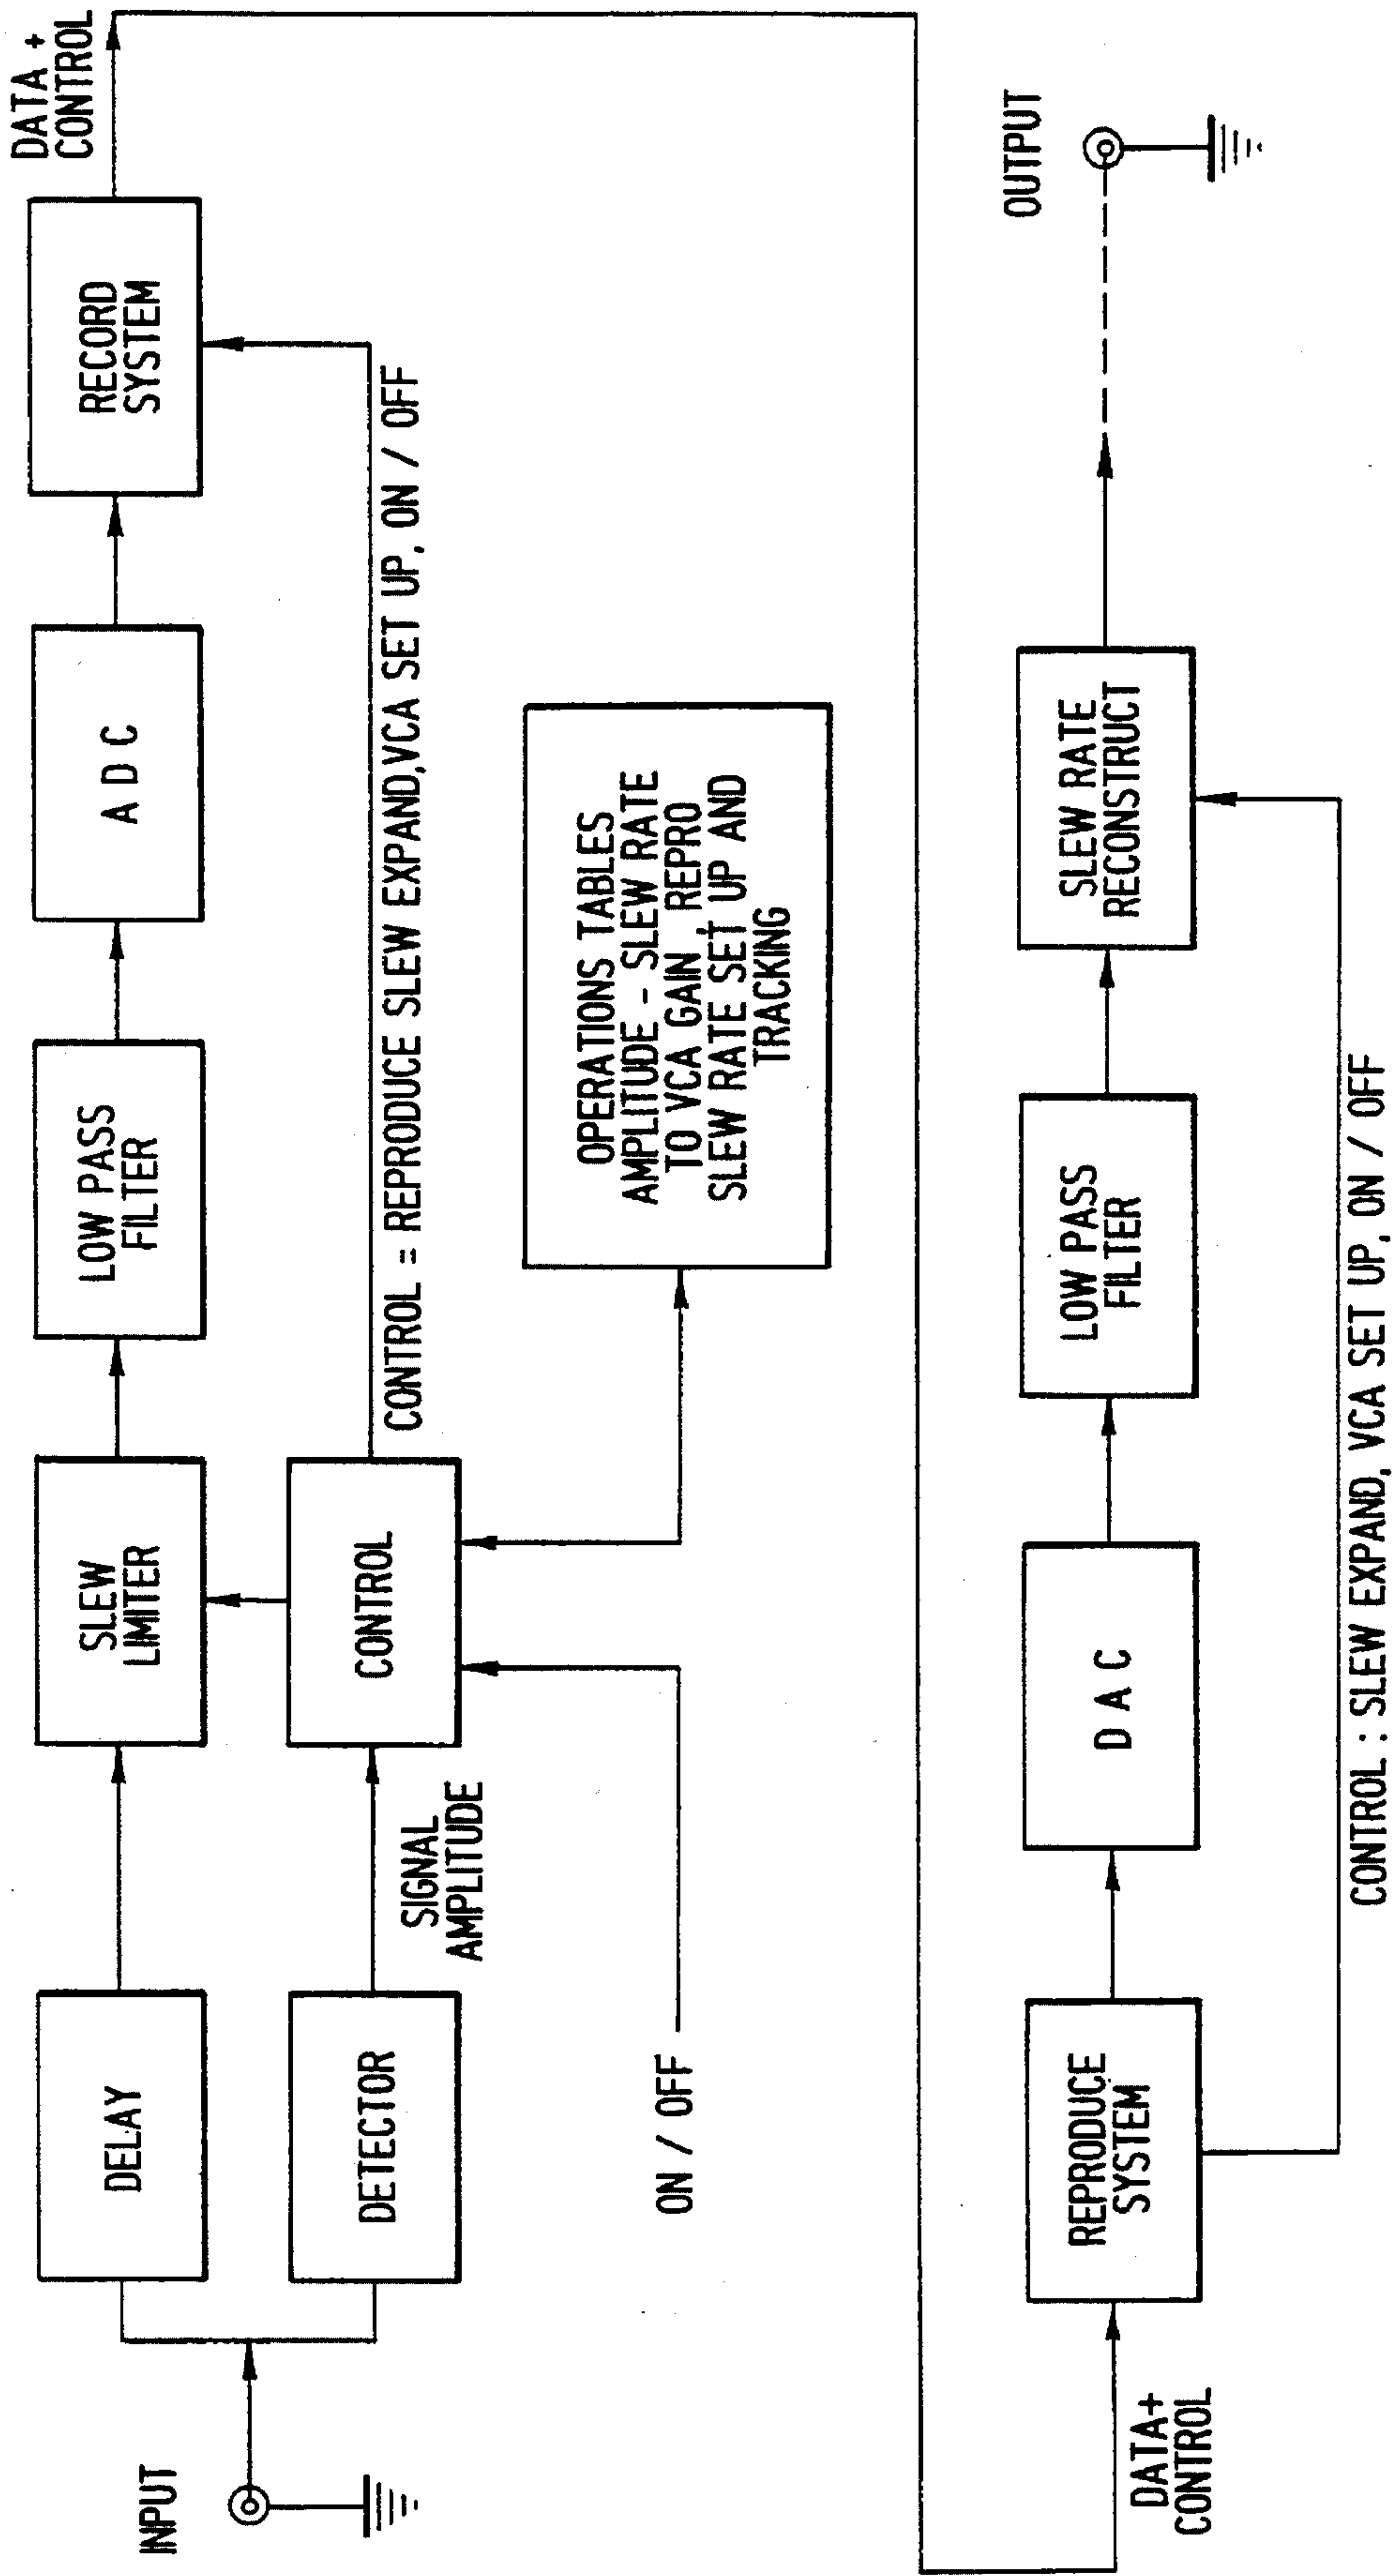 INPUT
DELAY
DETECTOR
SIGNAL
AMPLITUDE
ON / OFF
SLEW
LIMITER
CONTROL
LOW PASS
FILTER
A D C
RECORD
SYSTEM
DATA +
CONTROL
CONTROL = REPRODUCE SLEW EXPAND,VCA SET UP, ON / OFF
OPERATIONS TABLES
AMPLITUDE - SLEW RATE
TO VCA GAIN, REPRO
SLEW RATE SET UP AND
TRACKING
DATA+
CONTROL
REPRODUCE
SYSTEM
D A C
LOW PASS
FILTER
SLEW RATE
RECONSTRUCT
OUTPUT
CONTROL : SLEW EXPAND, VCA SET UP, ON / OFF